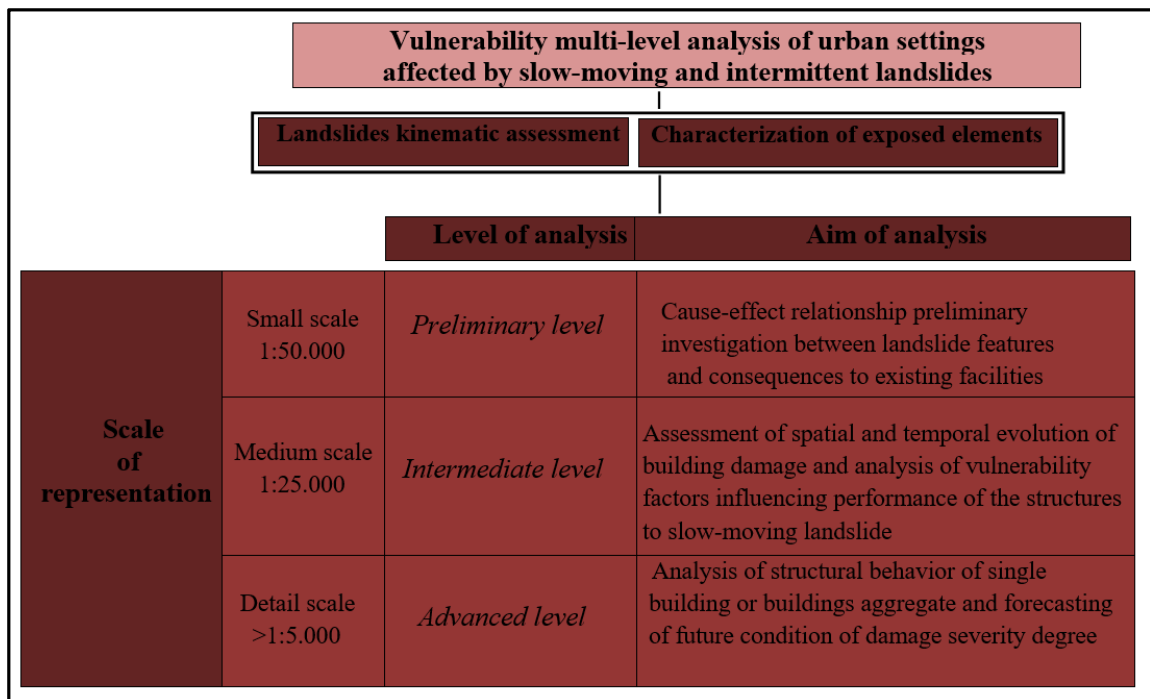 Vulnerability multi-level analysis of urban settings
affected by slow-moving and intermittent landslides
Landslides kinematic assessment
Characterization of exposed elements
Level of analysis
Aim of analysis
Scale
of
representation
Small scale
1:50.000
Preliminary level
Cause-effect relationship preliminary
investigation between landslide features
and consequences to existing facilities
Medium scale
1:25.000
Intermediate level
Assessment of spatial and temporal evolution of
building damage and analysis of vulnerability
factors influencing performance of the structures
to slow-moving landslide
Detail scale
>1:5.000
Advanced level
Analysis of structural behavior of single
building or buildings aggregate and forecasting
of future condition of damage severity degree